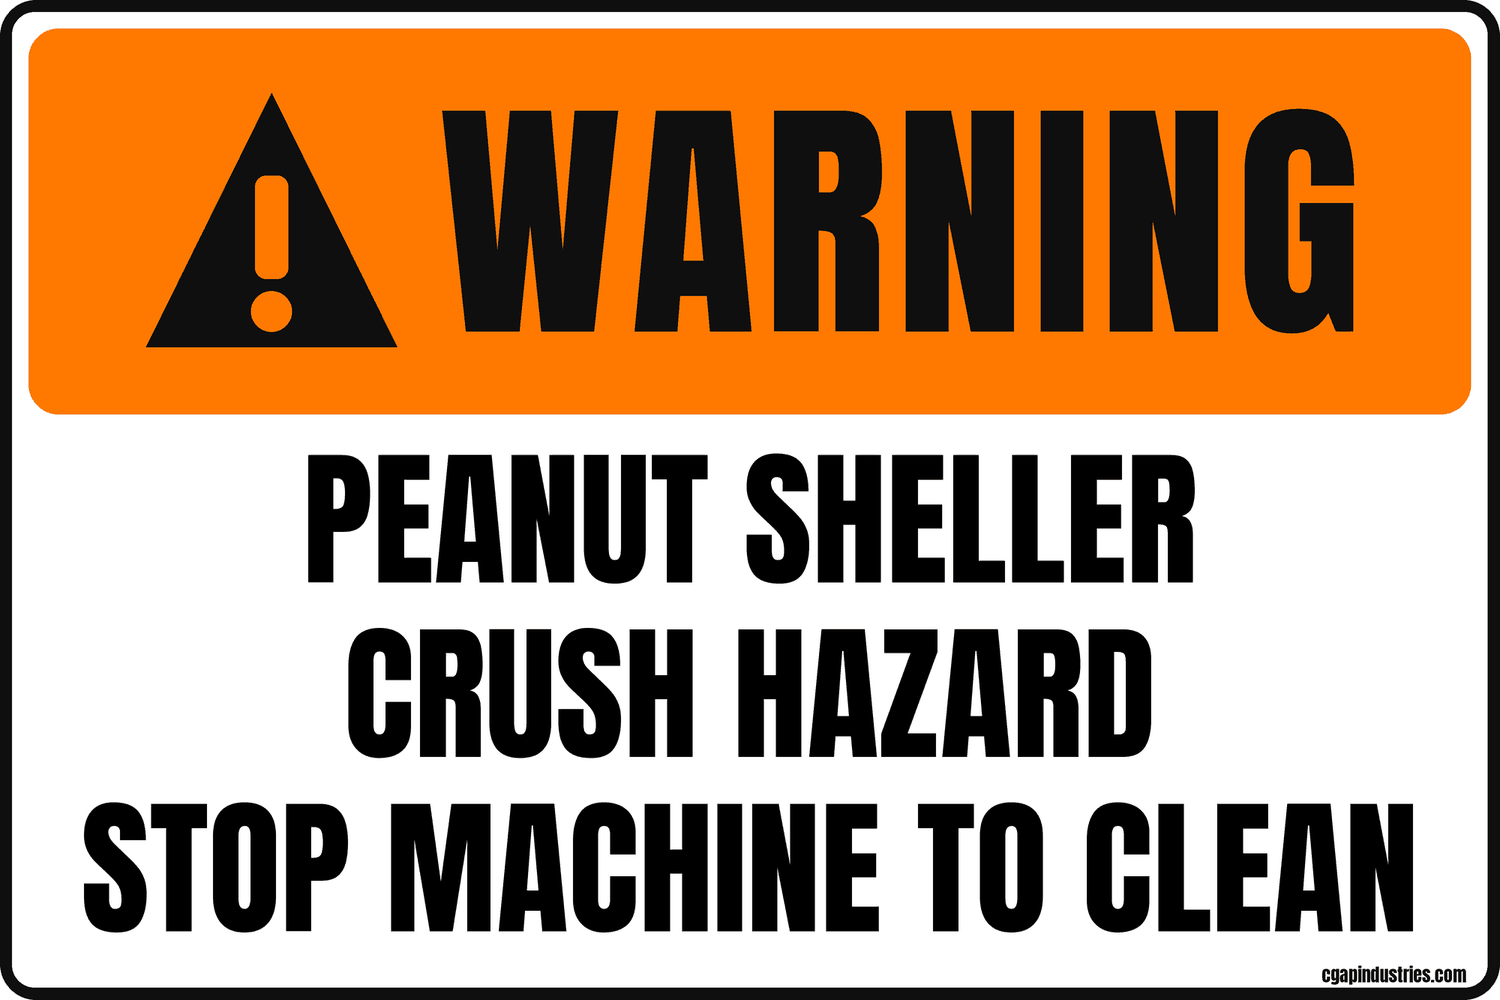 WARNING
PEANUT SHELLER
CRUSH HAZARD
STOP MACHINE TO CLEAN
cgapindustries.com